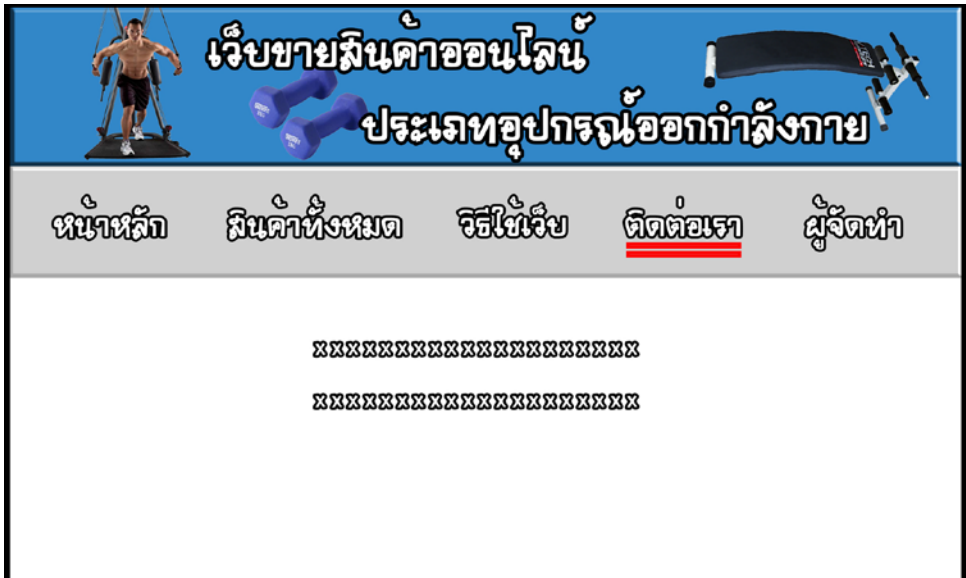 เว็บขายสินค้าออนไลน์
ประเภทอุปกรณ์ออกกำลังกาย
หน้าหลัก สินค้าทั้งหมด วิธีใช้เว็บ ติดต่อเรา ผู้จัดทำ
xxxxxxxxxxxxxxxxxxxx
xxxxxxxxxxxxxxxxxxxx